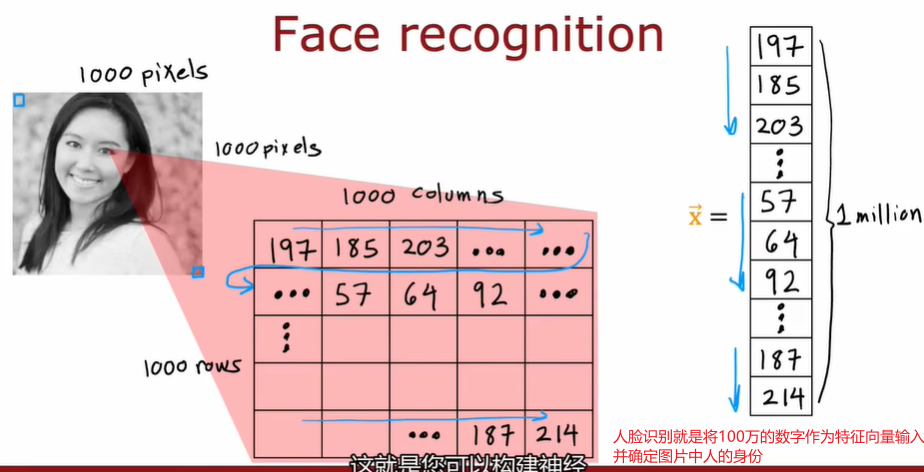 Face recognition
1000 pixels
1000 pixels
1000 columns
197 185 203 ... ...
... 57 64 92 ...
⋮
1000 rows
... 187 214
x⃗ =
197
185
203
⋮
57
64
92
⋮
187
214
1 million
人脸识别就是将100万的数字作为特征向量输入
并确定图片中人的身份
这就是您可以构建神经